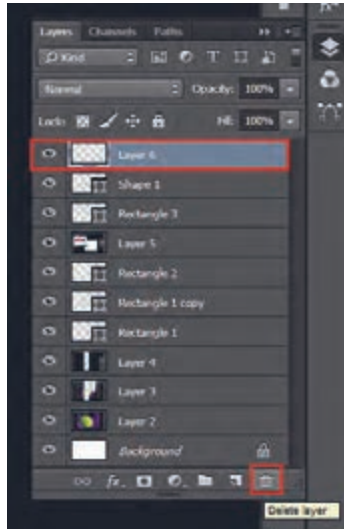 Layers Channels Paths
Kind
Normal Opacity: 100%
Lock: Fill: 100%
Layer 6
Shape 1
Rectangle 3
Layer 5
Rectangle 2
Rectangle 1 copy
Rectangle 1
Layer 4
Layer 3
Layer 2
Background
fx.
Delete layer